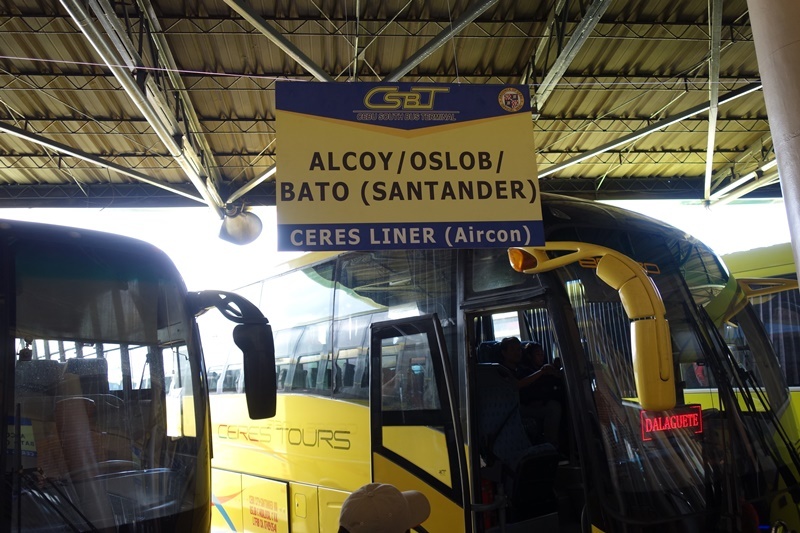 CSBT
CEBU SOUTH BUS TERMINAL
ALCOY/OSLOB/
BATO (SANTANDER)
CERES LINER (Aircon)
CERES TOURS
DALAGUETE